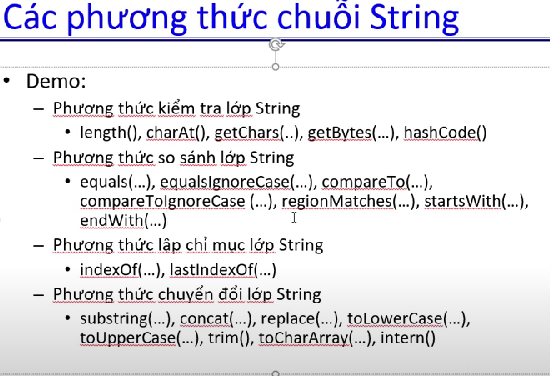 Các phương thức chuỗi String
• Demo:
– Phương thức kiểm tra lớp String
• length(), charAt(), getChars(..), getBytes(...), hashCode()
– Phương thức so sánh lớp String
• equals(...), equalsIgnoreCase(...), compareTo(...),
compareToIgnoreCase (...), regionMatches(...), startsWith(...),
endWith(...)
– Phương thức lập chỉ mục lớp String
• indexOf(...), lastIndexOf(...)
– Phương thức chuyển đổi lớp String
• substring(...), concat(...), replace(...), toLowerCase(...),
toUpperCase(...), trim(), toCharArray(...), intern()